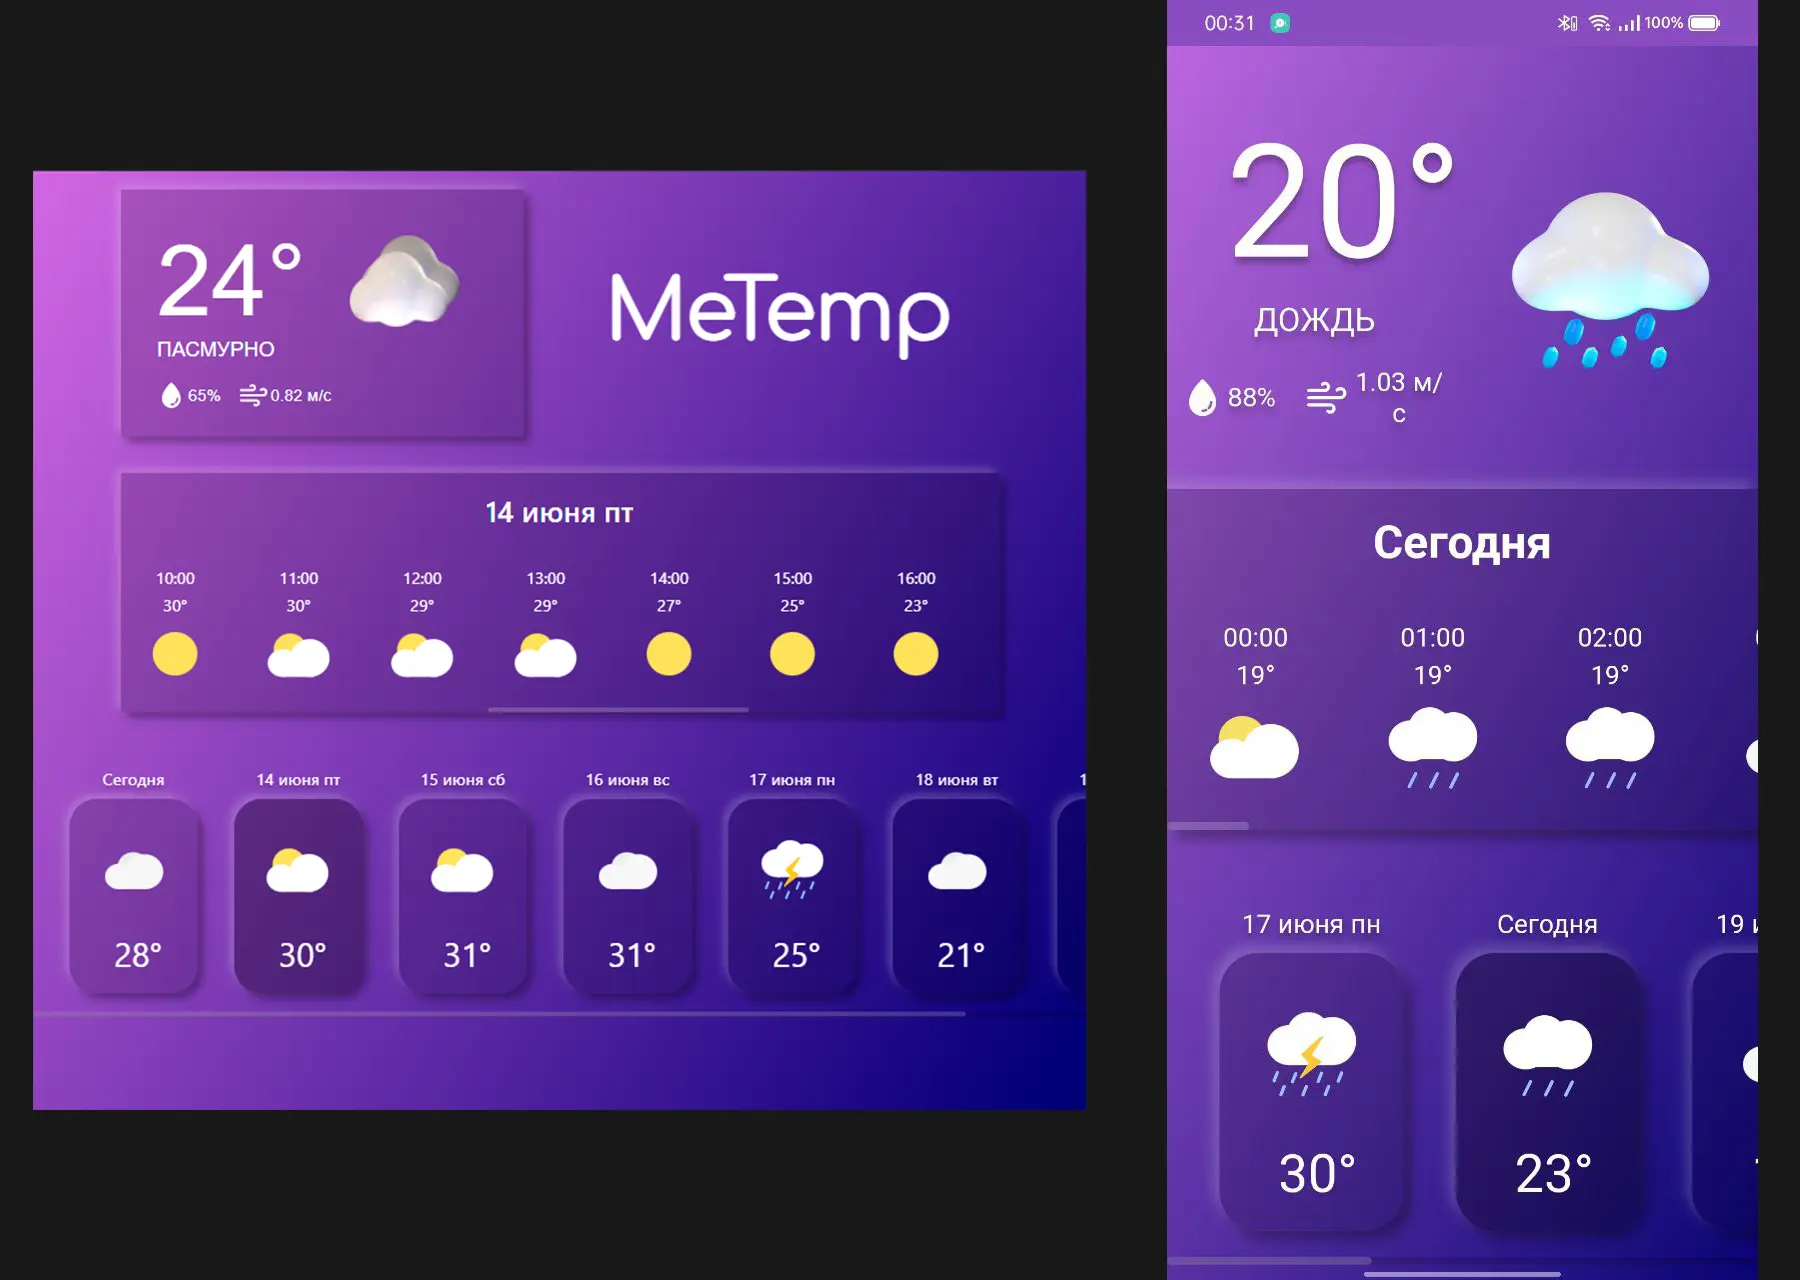 24°
ПАСМУРНО
65% 0.82 м/с
MeTemp
14 июня пт
10:00 11:00 12:00 13:00 14:00 15:00 16:00
30° 30° 29° 29° 27° 25° 23°
Сегодня 14 июня пт 15 июня сб 16 июня вс 17 июня пн 18 июня вт 1
28° 30° 31° 31° 25° 21°
00:31 100%
20°
ДОЖДЬ
88% 1.03 м/
с
Сегодня
00:00 01:00 02:00
19° 19° 19°
17 июня пн Сегодня 19
30° 23°